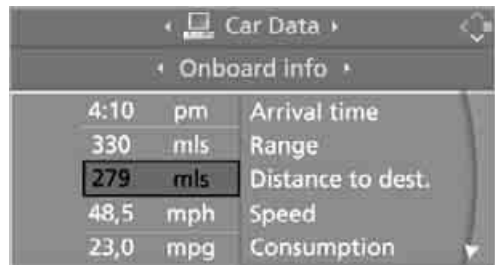 Car Data
Onboard info
4:10 pm Arrival time
330 mls Range
279 mls Distance to dest.
48,5 mph Speed
23,0 mpg Consumption